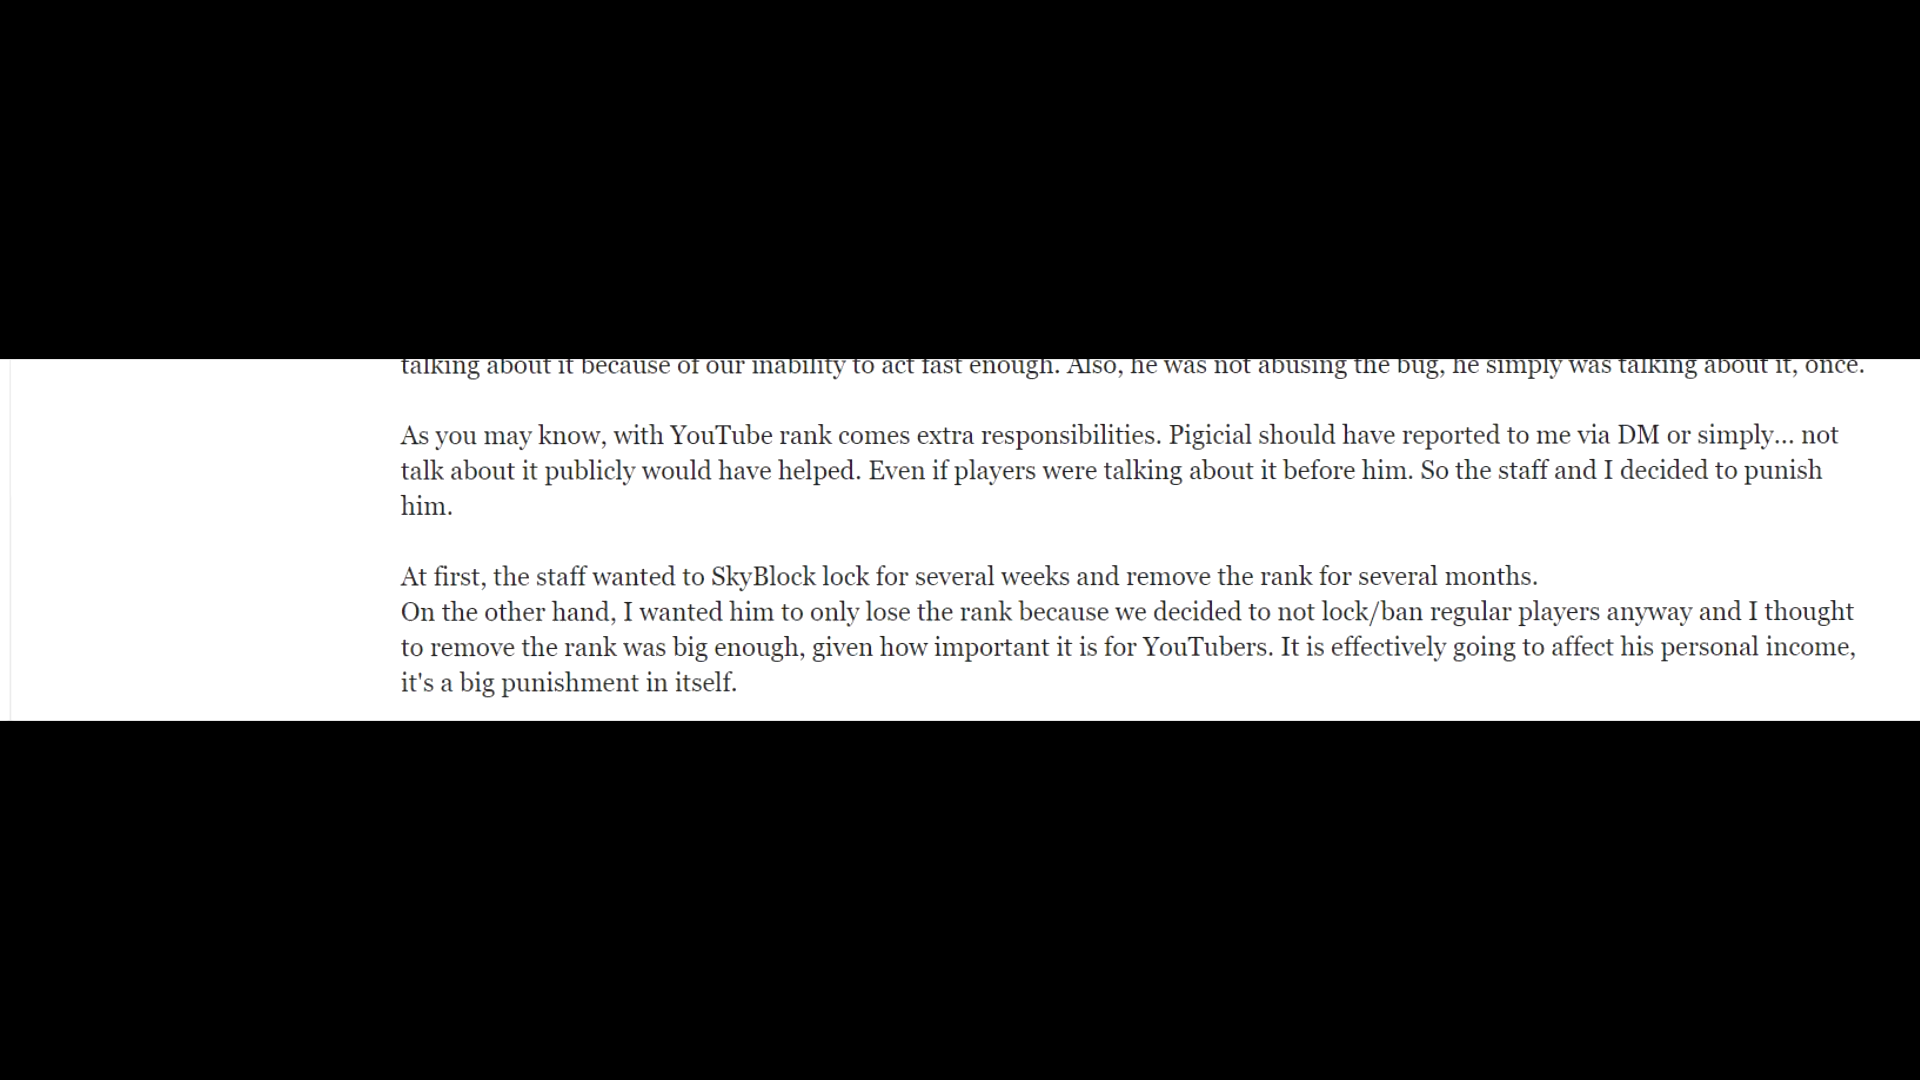 talking about it because of our inability to act fast enough. Also, he was not abusing the bug, he simply was talking about it, once.
As you may know, with YouTube rank comes extra responsibilities. Pigicial should have reported to me via DM or simply... not
talk about it publicly would have helped. Even if players were talking about it before him. So the staff and I decided to punish
him.
At first, the staff wanted to SkyBlock lock for several weeks and remove the rank for several months.
On the other hand, I wanted him to only lose the rank because we decided to not lock/ban regular players anyway and I thought
to remove the rank was big enough, given how important it is for YouTubers. It is effectively going to affect his personal income,
it's a big punishment in itself.